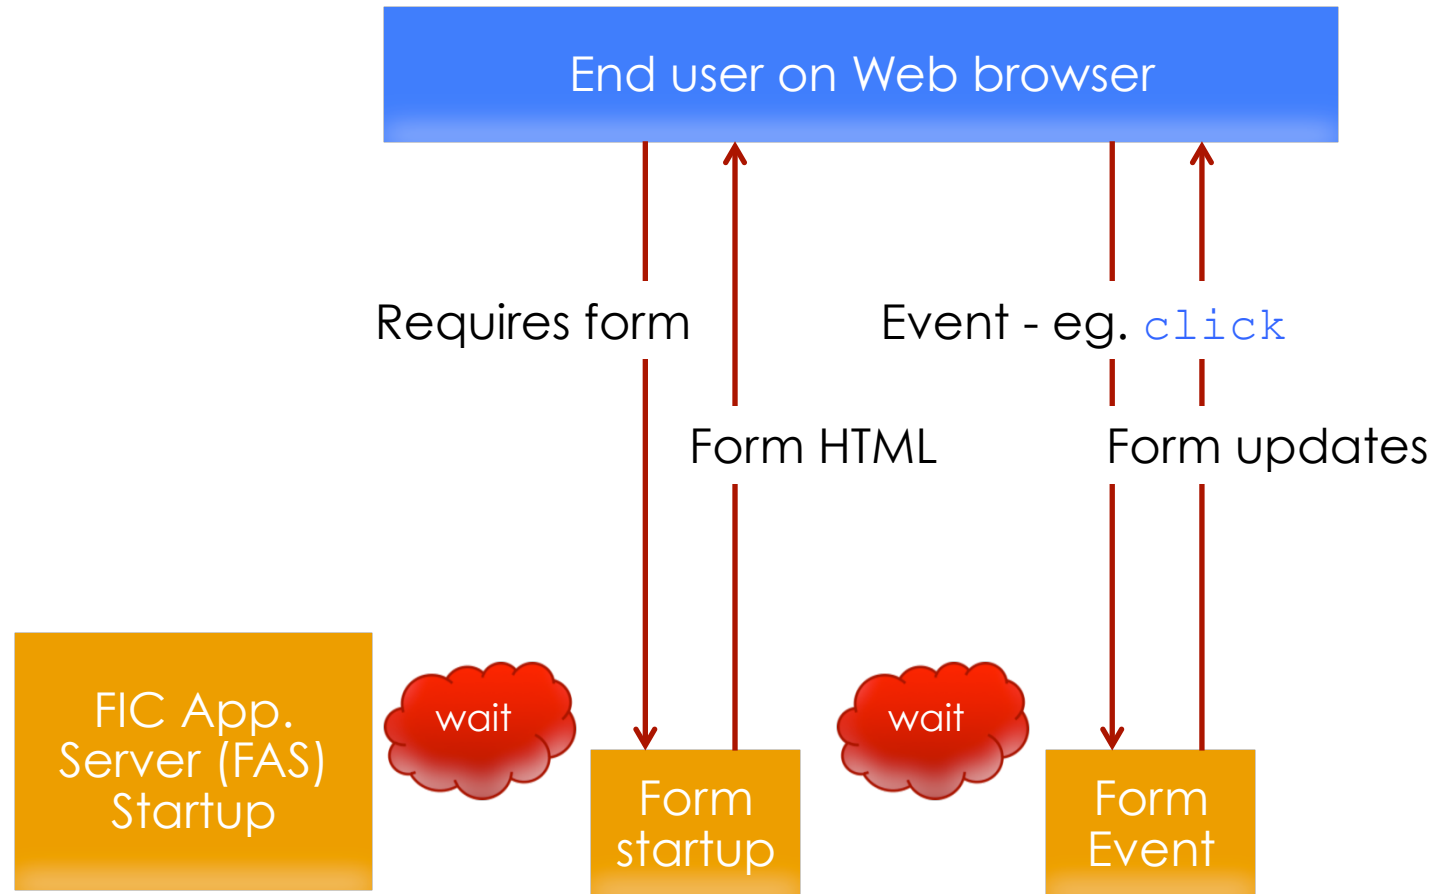 End user on Web browser
Requires form
Event - eg. click
Form HTML
Form updates
FIC App.
Server (FAS)
Startup
wait
Form
startup
wait
Form
Event